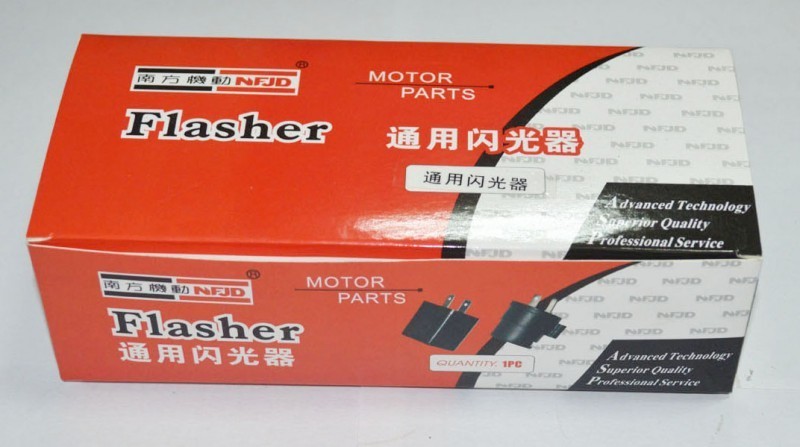 南方機動 NFJD ®
MOTOR
PARTS
Flasher
通用闪光器
通用闪光器
NFJD
Advanced Technology
Superior Quality
Professional Service
南方機動 NFJD ®
MOTOR
PARTS
Flasher
通用闪光器
QUANTITY: 1PC
NFJD
Advanced Technology
Superior Quality
Professional Service